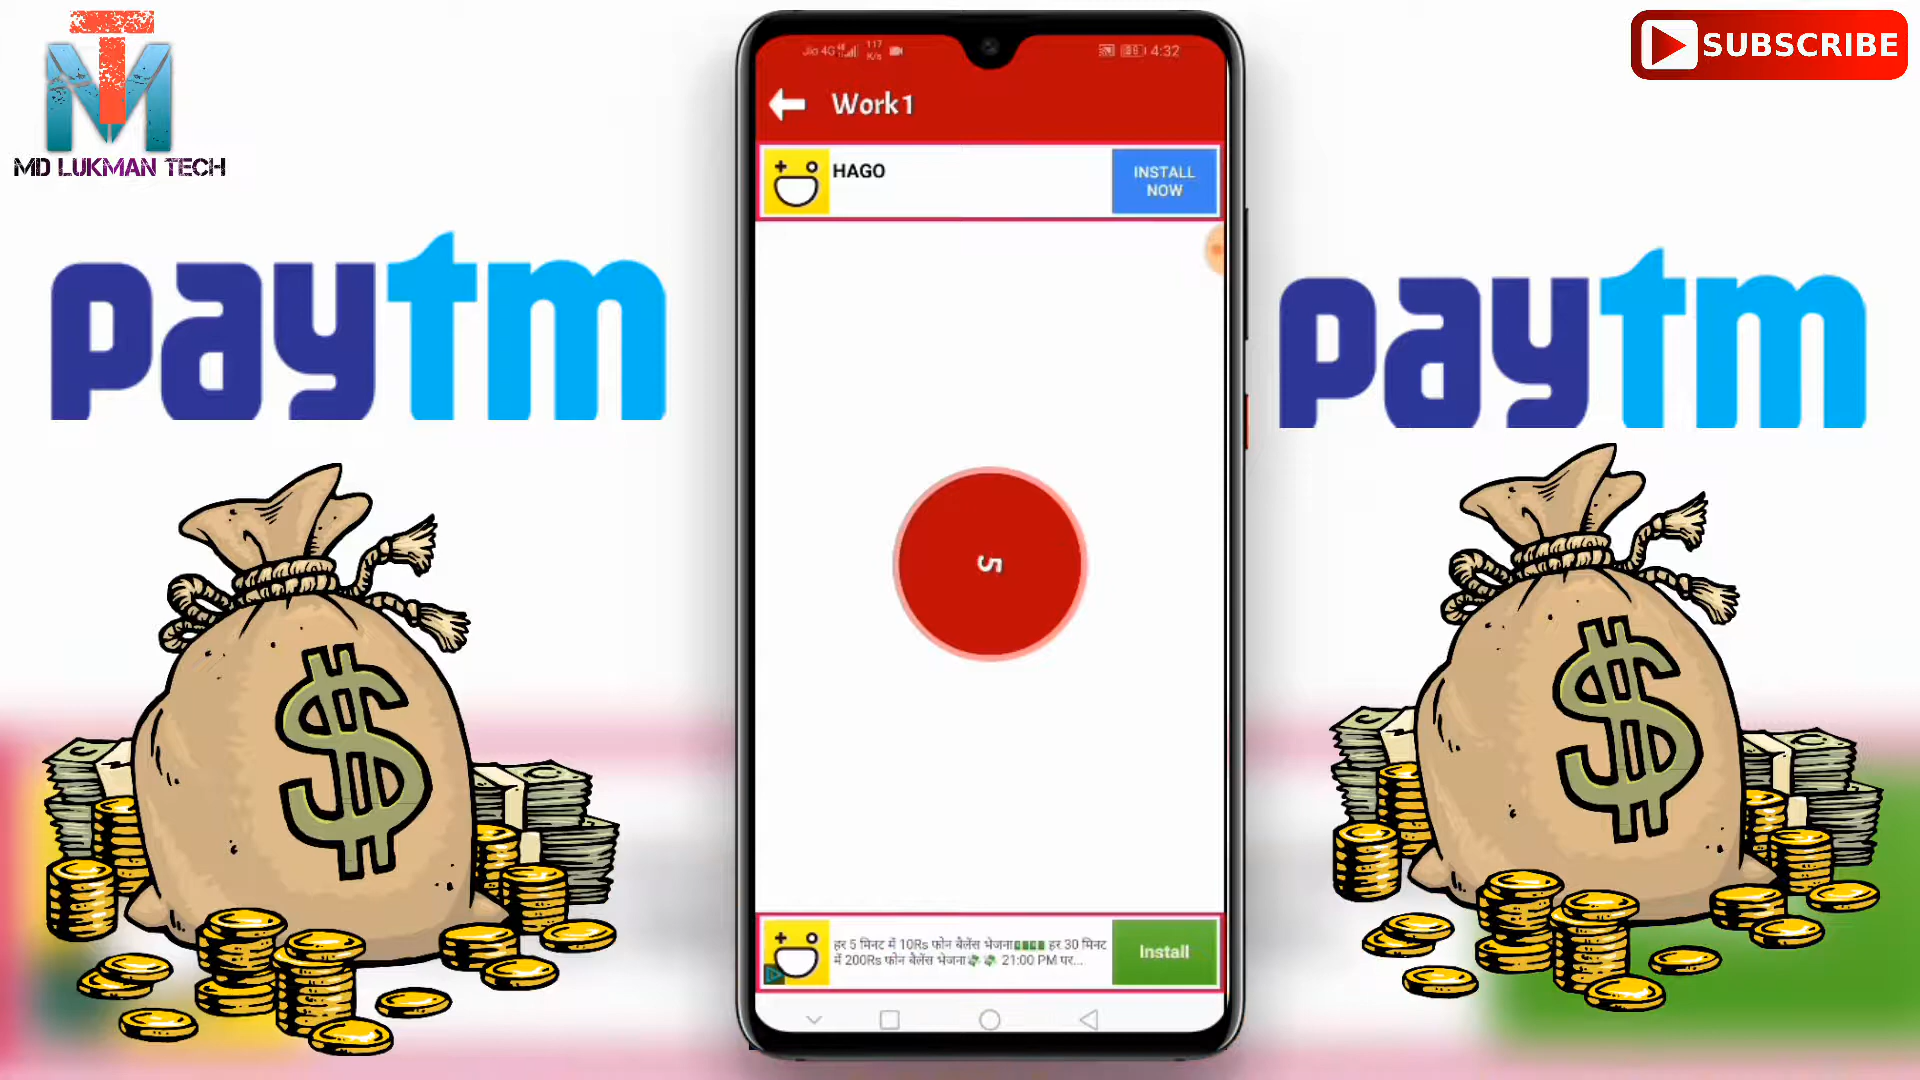 MD LUKMAN TECH
SUBSCRIBE
Jio 4G
117
K/s
4:32
Work1
HAGO
INSTALL
NOW
paytm
paytm
5
$
$
हर 5 मिनट में 10Rs फोन बैलेंस भेजना हर 30 मिनट
में 200Rs फोन बैलेंस भेजना 21:00 PM पर...
Install